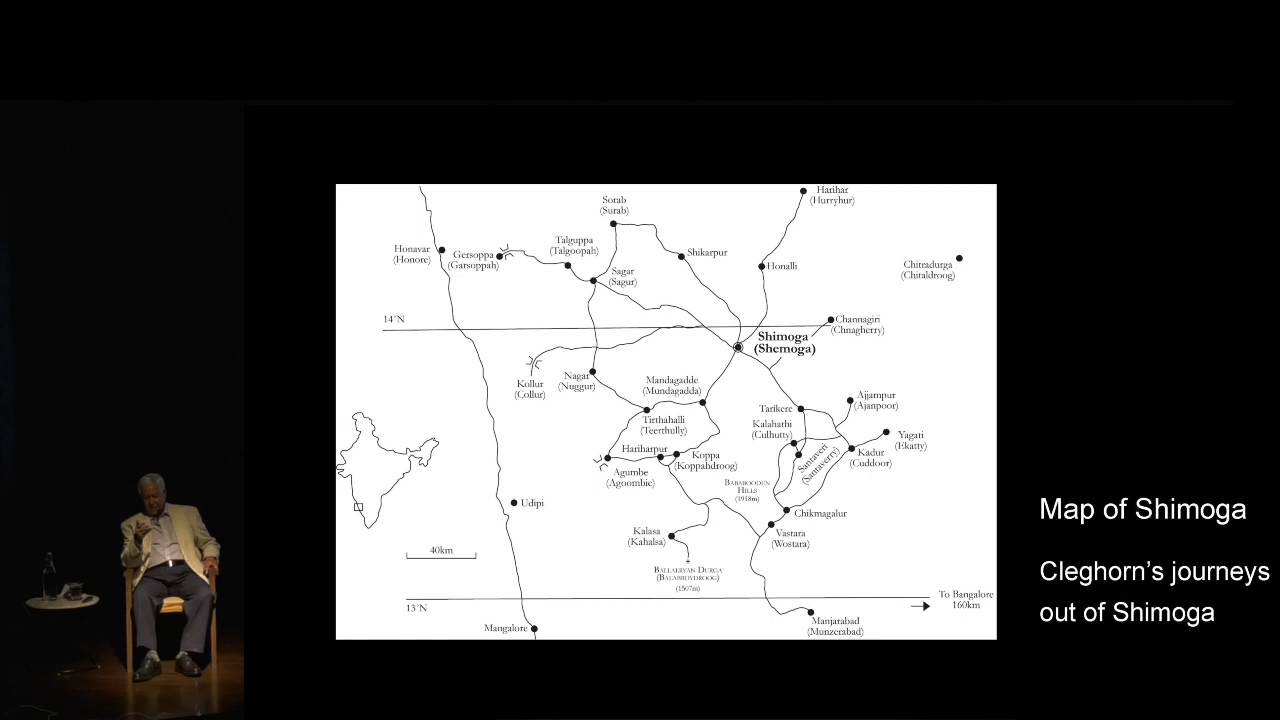 Harihar
(Hurryhur)
Sorab
(Surab)
Honavar
(Honore)
Gersoppa
(Garsoppah)
Talguppa
(Talgoopah)
Shikarpur
Sagar
(Sagur)
Honalli
Chitradurga
(Chitaldroog)
14°N
Channagiri
(Chnagherry)
Shimoga
(Shemoga)
Kollur
(Collur)
Nagar
(Nuggur)
Mandagadde
(Mundagadda)
Tirthahalli
(Teerthully)
Tarikere
Ajjampur
(Ajanpoor)
Kalahathi
(Culhutty)
Yagati
(Ekatty)
Santaveri
(Santaverry)
Kadur
(Cuddoor)
Hariharpur
Koppa
(Koppahdroog)
Agumbe
(Agoombie)
Bababooden
Hills
(1918m)
Udipi
Chikmagalur
Vastara
(Wostara)
Kalasa
(Kahalsa)
40km
Ballalryan Durga
(Balabroydroog)
(1507m)
13°N
To Bangalore
160km
Mangalore
Manjarabad
(Munzerabad)
Map of Shimoga
Cleghorn's journeys
out of Shimoga